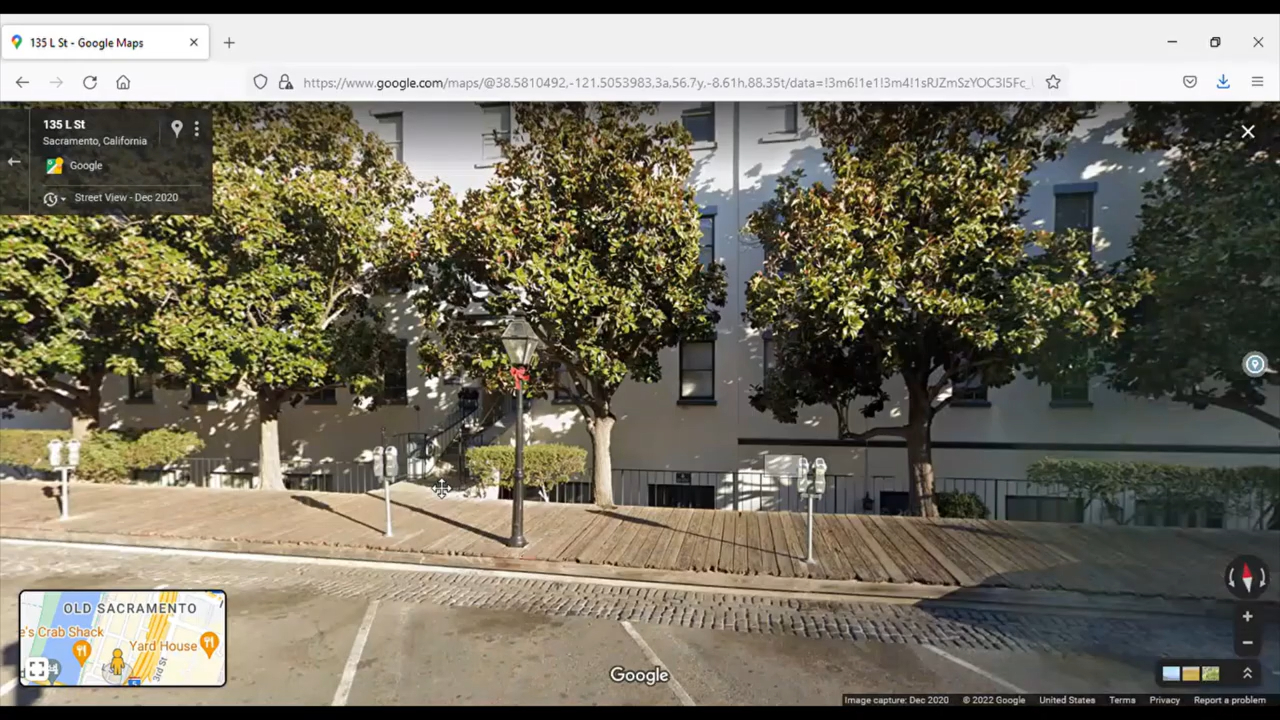 135 L St - Google Maps
https://www.google.com/maps/@38.5810492,-121.5053983,3a,56.7y,-8.61h,88.35t/data=!3m6!1e1!3m4!1sRJZmSzYOC3I5Fc_
135 L St
Sacramento, California
Google
Street View - Dec 2020
OLD SACRAMENTO
e's Crab Shack
Yard House
3rd St
Google
Image capture: Dec 2020 © 2022 Google United States Terms Privacy Report a problem